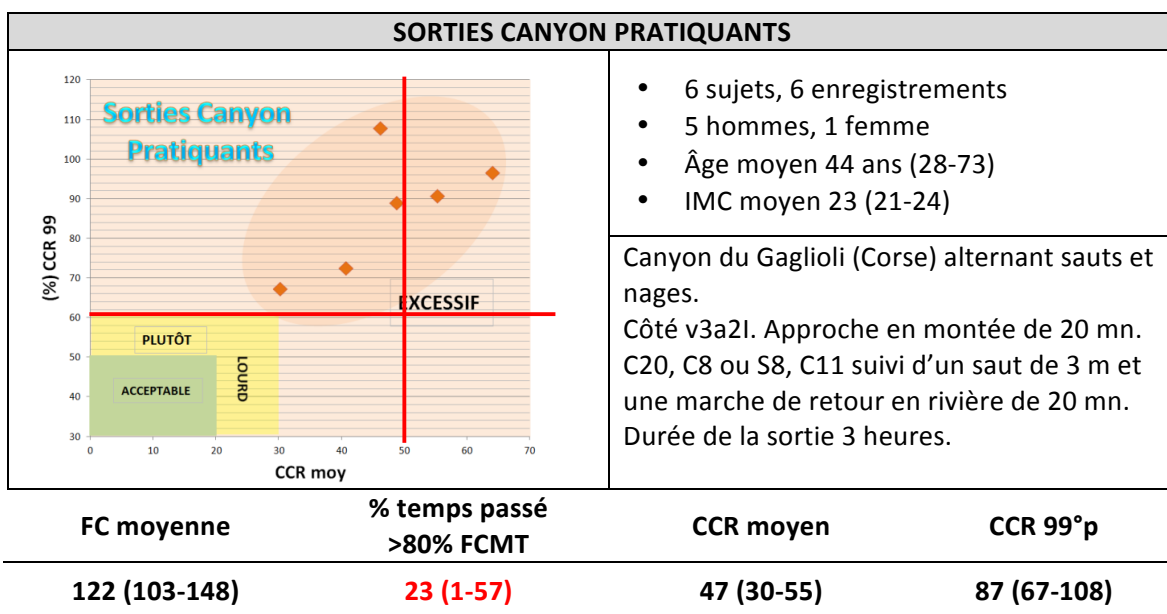 SORTIES CANYON PRATIQUANTS
Sorties Canyon
Pratiquants
(%) CCR 99
120
110
100
90
80
70
60
50
40
30
EXCESSIF
PLUTÔT
LOURD
ACCEPTABLE
0 10 20 30 40 50 60 70
CCR moy
• 6 sujets, 6 enregistrements
• 5 hommes, 1 femme
• Âge moyen 44 ans (28-73)
• IMC moyen 23 (21-24)
Canyon du Gaglioli (Corse) alternant sauts et
nages.
Côté v3a2I. Approche en montée de 20 mn.
C20, C8 ou S8, C11 suivi d’un saut de 3 m et
une marche de retour en rivière de 20 mn.
Durée de la sortie 3 heures.
FC moyenne % temps passé >80% FCMT CCR moyen CCR 99°p
122 (103-148) 23 (1-57) 47 (30-55) 87 (67-108)